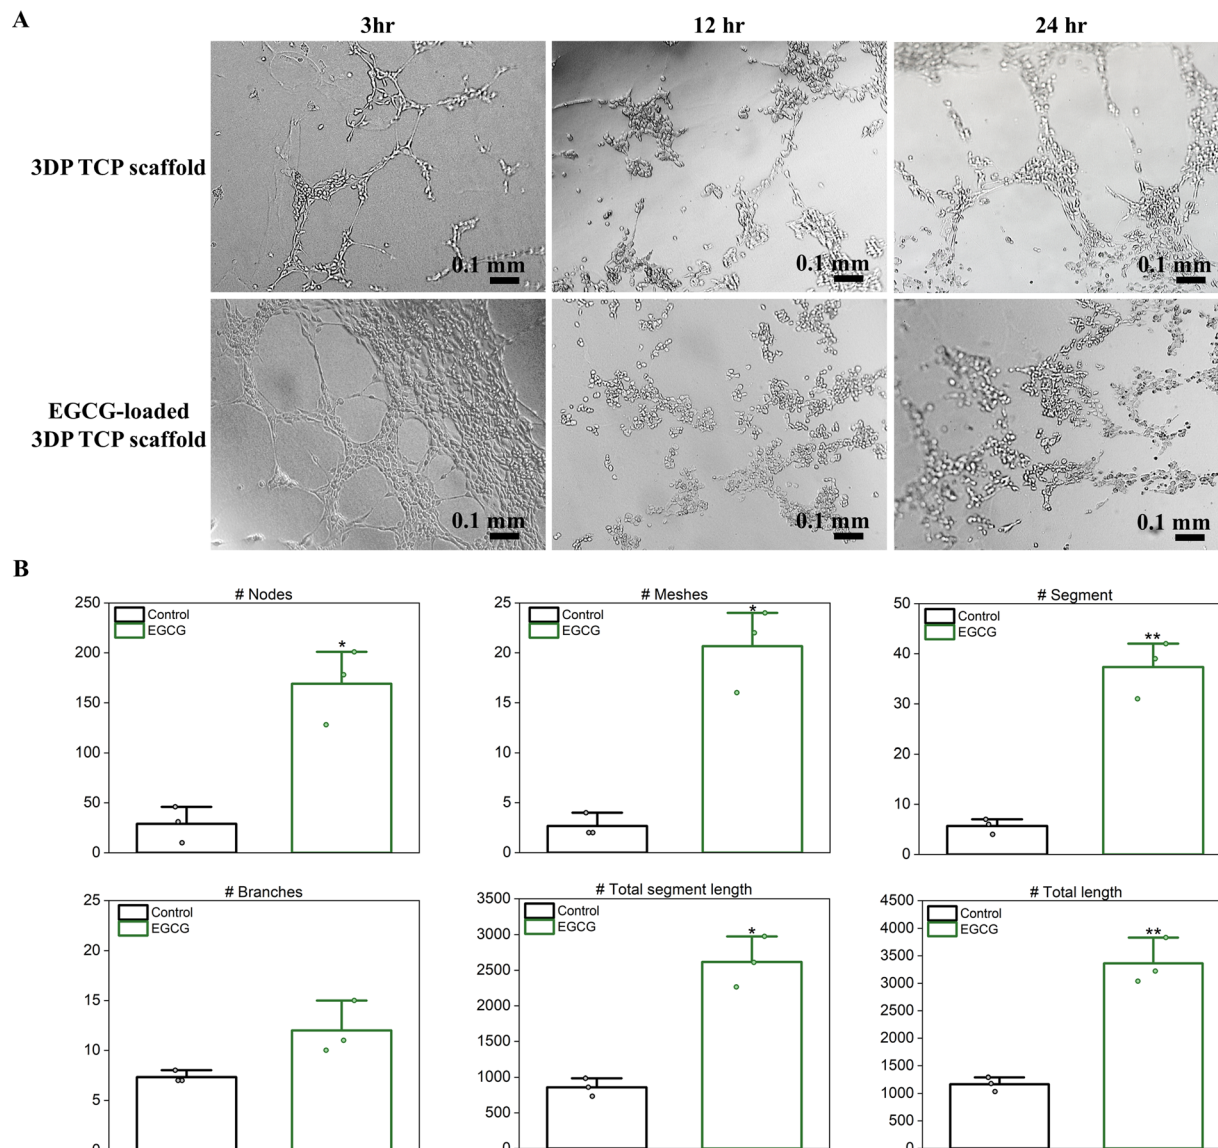 A
3hr
12 hr
24 hr
3DP TCP scaffold
0.1 mm
0.1 mm
0.1 mm
EGCG-loaded
3DP TCP scaffold
0.1 mm
0.1 mm
0.1 mm
B
# Nodes
Control
EGCG
*
250
200
150
100
50
0
# Meshes
Control
EGCG
*
25
20
15
10
5
0
# Segment
Control
EGCG
**
50
40
30
20
10
0
# Branches
Control
EGCG
25
20
15
10
5
0
# Total segment length
Control
EGCG
*
3500
3000
2500
2000
1500
1000
500
0
# Total length
Control
EGCG
**
4500
4000
3500
3000
2500
2000
1500
1000
500
0